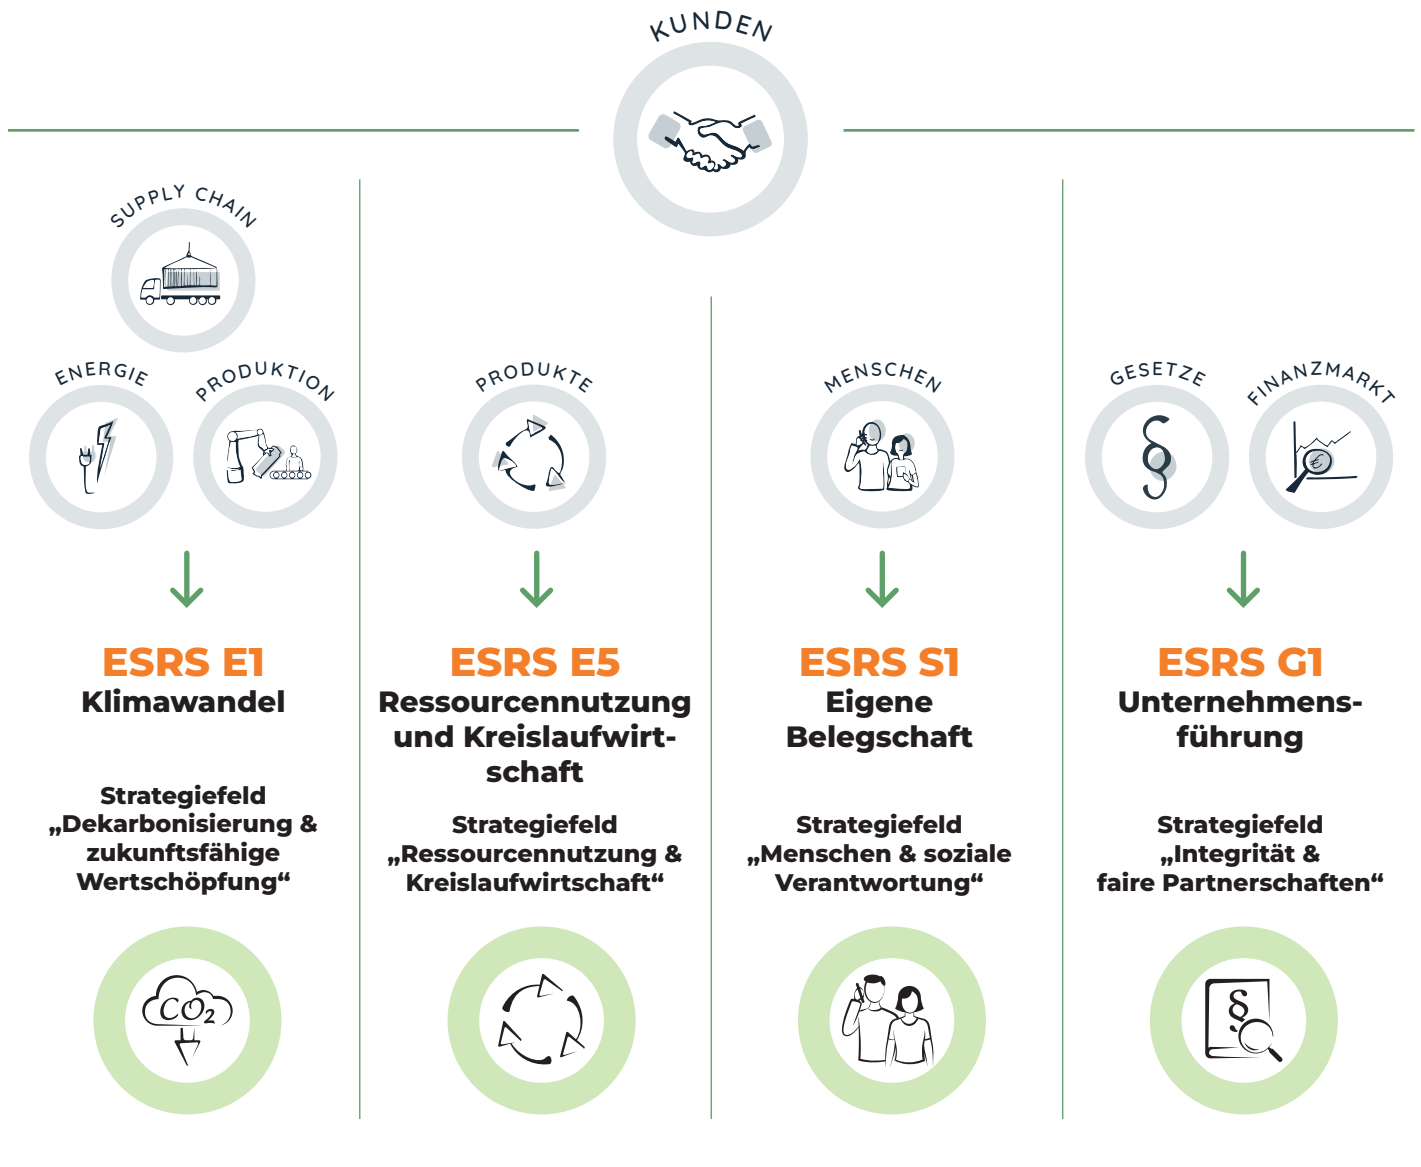 KUNDEN
SUPPLY CHAIN
ENERGIE
PRODUKTION
ESRS E1
Klimawandel
Strategiefeld
„Dekarbonisierung &
zukunftsfähige
Wertschöpfung“
CO2
PRODUKTE
ESRS E5
Ressourcennutzung
und Kreislaufwirt-
schaft
Strategiefeld
„Ressourcennutzung &
Kreislaufwirtschaft“
MENSCHEN
ESRS S1
Eigene
Belegschaft
Strategiefeld
„Menschen & soziale
Verantwortung“
GESETZE
§
FINANZMARKT
€
ESRS G1
Unternehmens-
führung
Strategiefeld
„Integrität &
faire Partnerschaften“
§